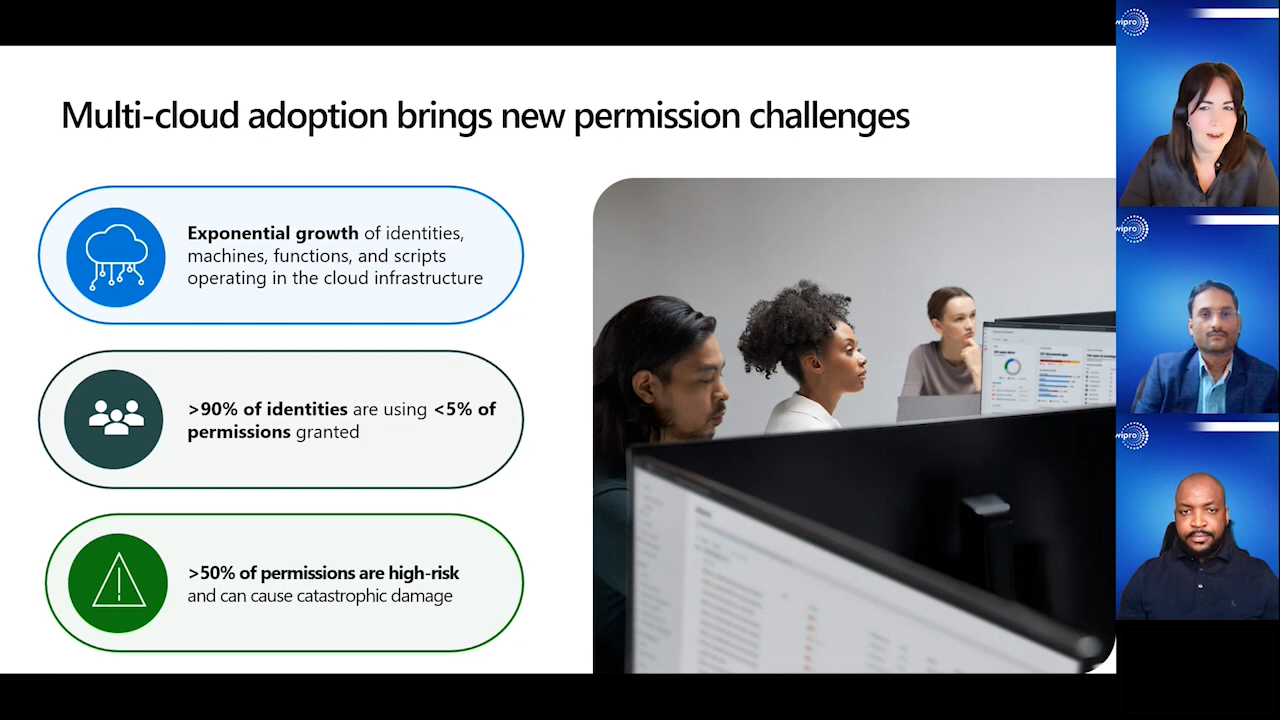 Multi-cloud adoption brings new permission challenges
Exponential growth of identities,
machines, functions, and scripts
operating in the cloud infrastructure
>90% of identities are using <5% of
permissions granted
>50% of permissions are high-risk
and can cause catastrophic damage
wipro
wipro
wipro